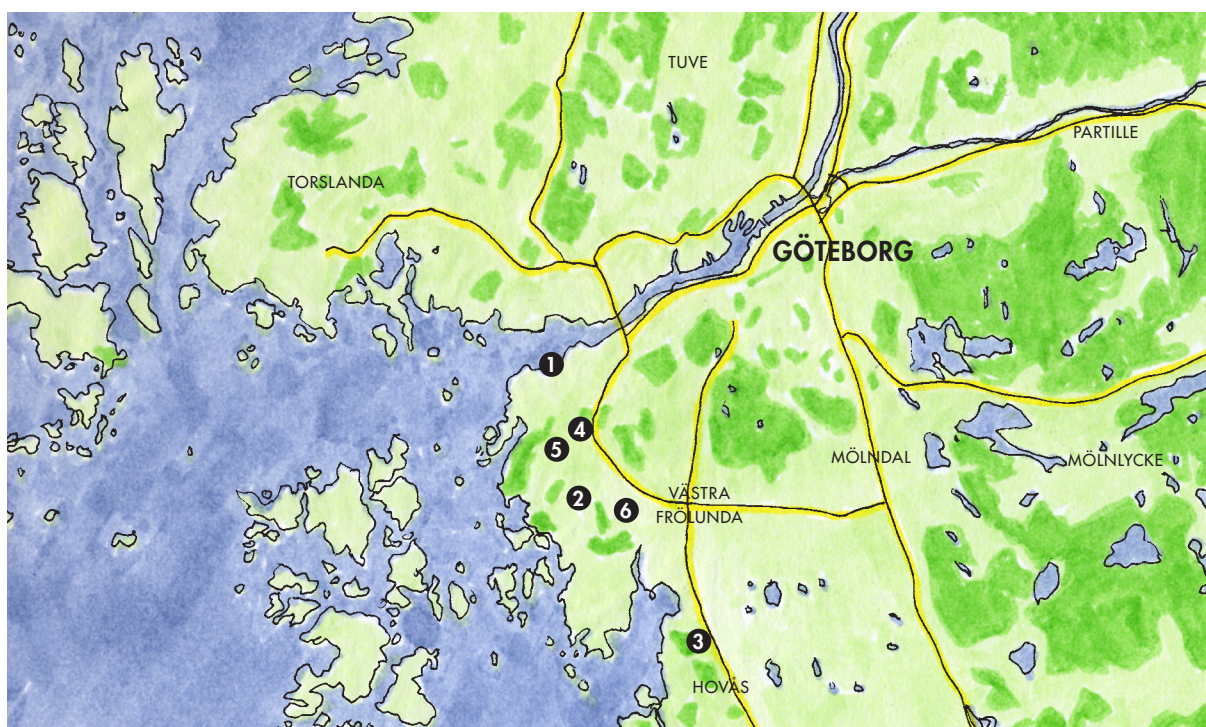 TUVE
PARTILLE
TORSLANDA
GÖTEBORG
1
4
5
MÖLNDAL
MÖLNLYCKE
2
VÄSTRA
FRÖLUNDA
6
3
HOVÅS